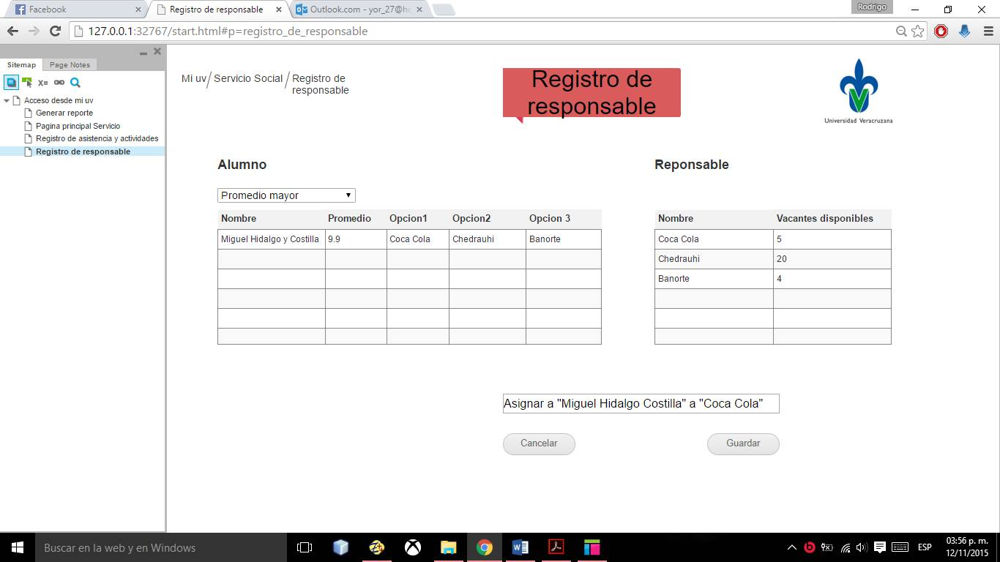 Facebook
Registro de responsable
Outlook.com - yor_27@ho
Rodrigo
127.0.0.1:32767/start.html#p=registro_de_responsable
Sitemap
Page Notes
X=
Acceso desde mi uv
Generar reporte
Pagina principal Servicio
Registro de asistencia y actividades
Registro de responsable
Mi uv / Servicio Social / Registro de
responsable
Registro de
responsable
Universidad Veracruzana
Alumno
Promedio mayor
Nombre Promedio Opcion1 Opcion2 Opcion 3
Miguel Hidalgo y Costilla 9.9 Coca Cola Chedrauhi Banorte
Reponsable
Nombre Vacantes disponibles
Coca Cola 5
Chedrauhi 20
Banorte 4
Asignar a "Miguel Hidalgo Costilla" a "Coca Cola"
Cancelar
Guardar
Buscar en la web y en Windows
ESP
03:56 p. m.
12/11/2015